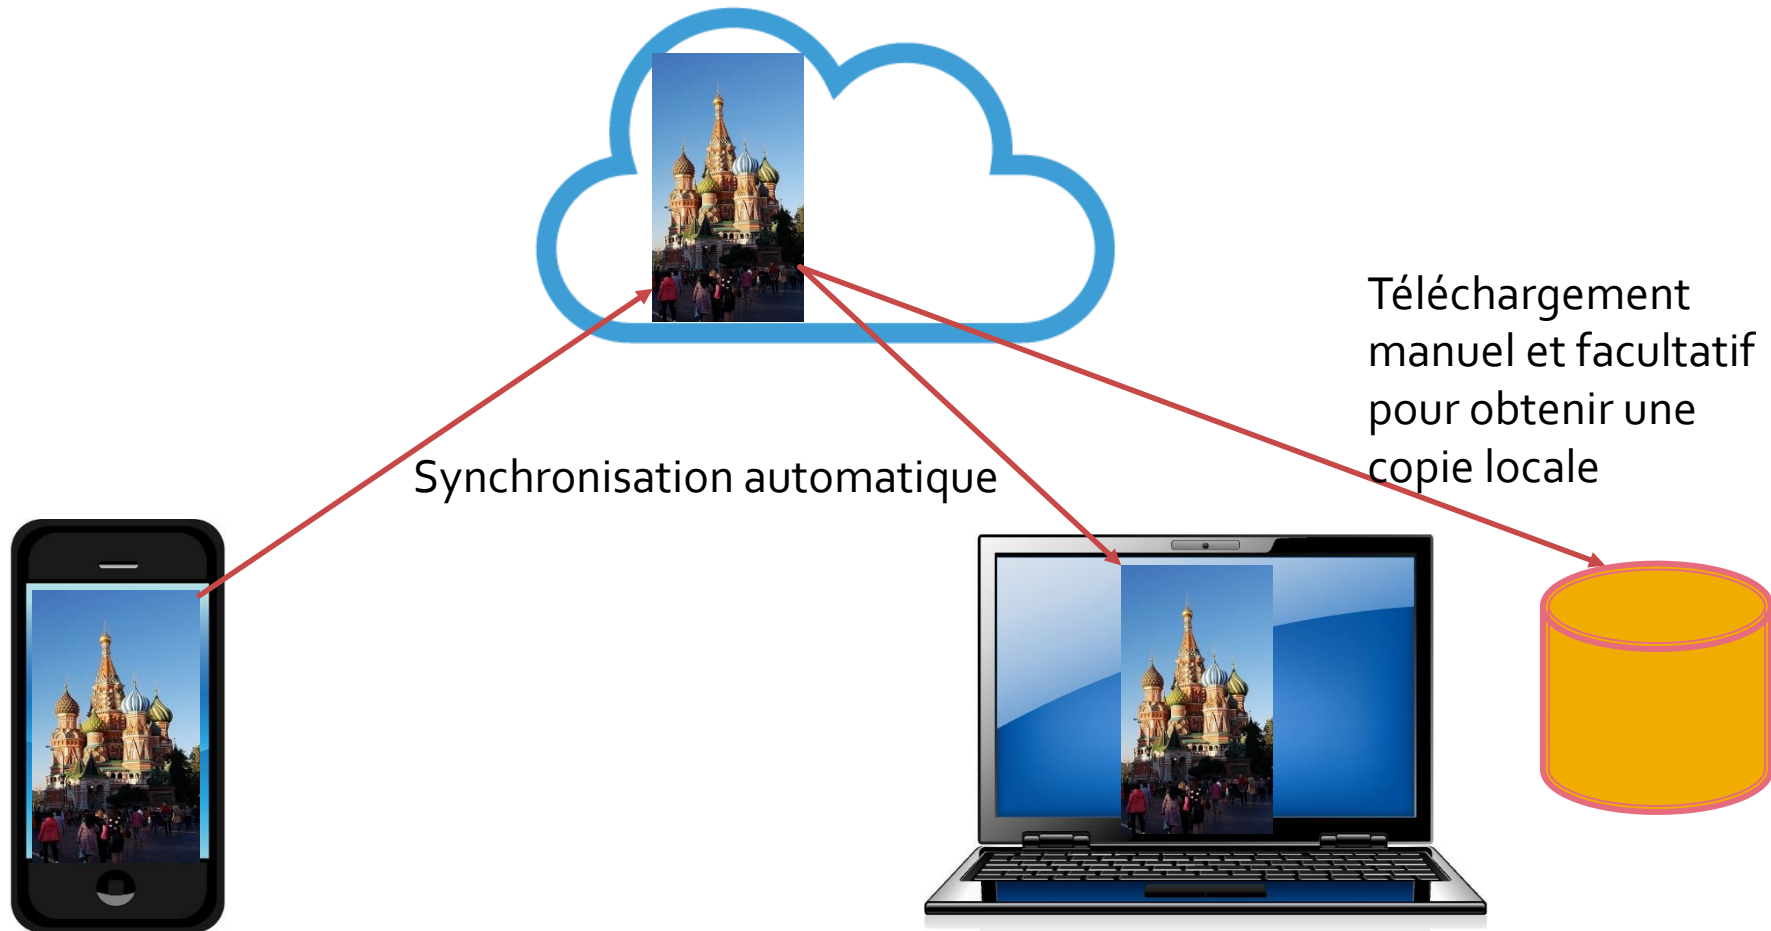 Téléchargement
manuel et facultatif
pour obtenir une
copie locale
Synchronisation automatique